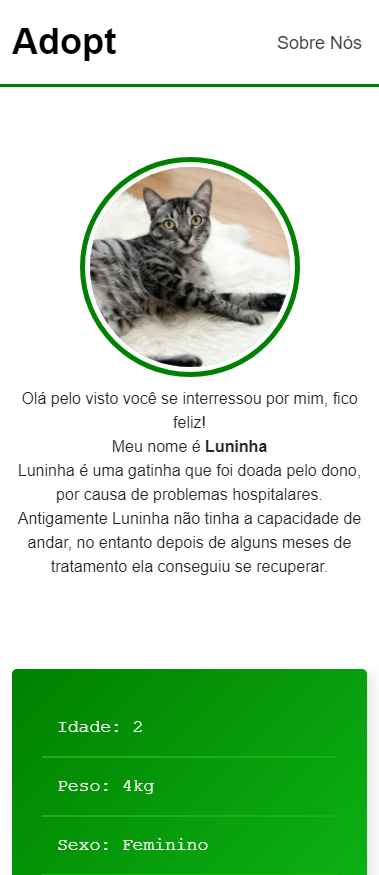 Adopt
Sobre Nós
Olá pelo visto você se interressou por mim, fico
feliz!
Meu nome é Luninha
Luninha é uma gatinha que foi doada pelo dono,
por causa de problemas hospitalares.
Antigamente Luninha não tinha a capacidade de
andar, no entanto depois de alguns meses de
tratamento ela conseguiu se recuperar.
Idade: 2
Peso: 4kg
Sexo: Feminino